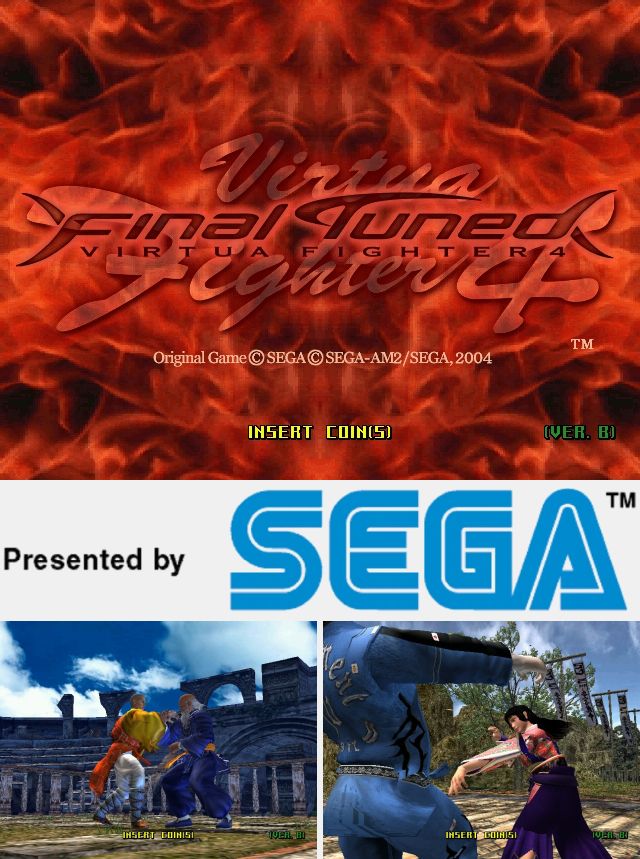 Virtua
Final Tuned
VIRTUA FIGHTER 4
Fighter 4
TM
Original Game © SEGA © SEGA-AM2/SEGA, 2004
INSERT COIN(S) (VER. B)
Presented by SEGA TM
INSERT COIN(S) (VER. B)
INSERT COIN(S) (VER. B)